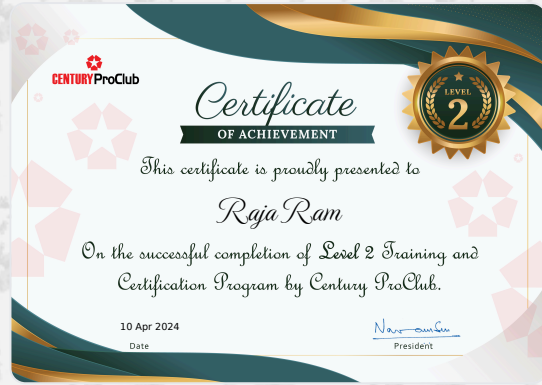 CENTURY ProClub
Certificate
OF ACHIEVEMENT
LEVEL
2
This certificate is proudly presented to
Raja Ram
On the successful completion of Level 2 Training and
Certification Program by Century ProClub.
10 Apr 2024
Date
President